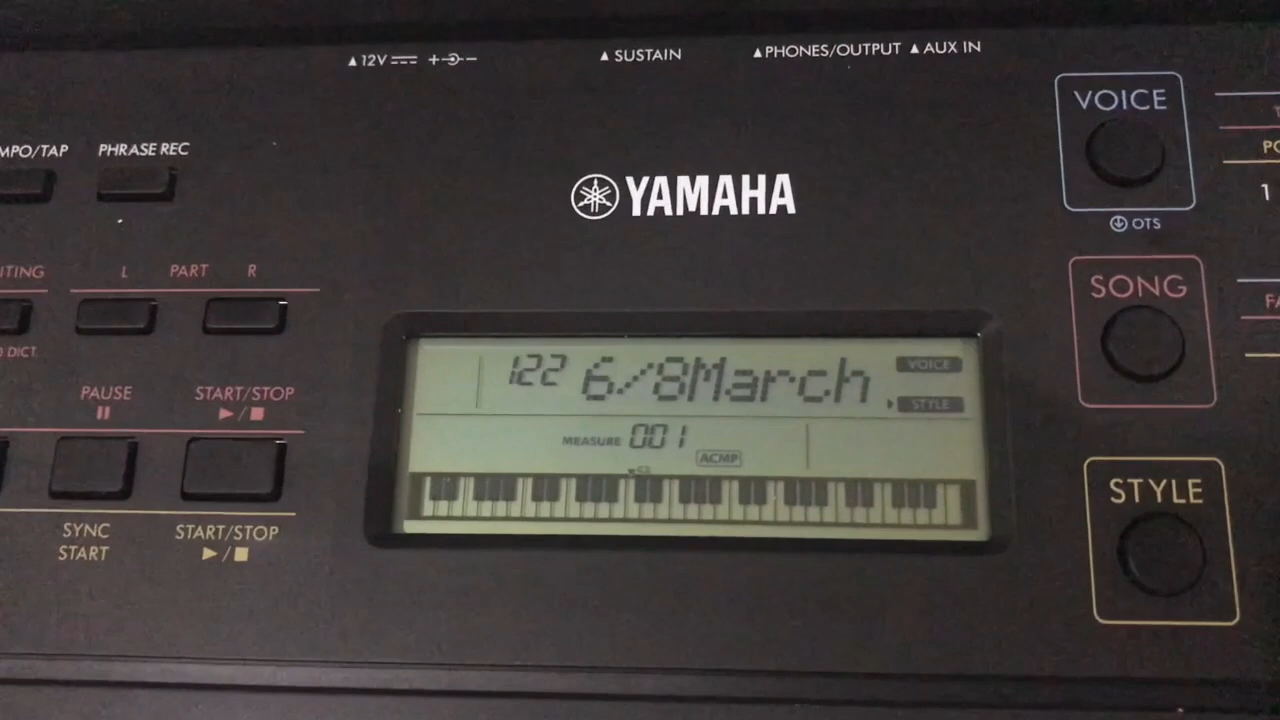 12V
SUSTAIN
PHONES/OUTPUT
AUX IN
VOICE
MPO/TAP
PHRASE REC
YAMAHA
1
OTS
L
PART
R
SONG
122 6/8March
VOICE
STYLE
DICT.
PAUSE
START/STOP
MEASURE 001
ACMP
STYLE
SYNC
START
START/STOP